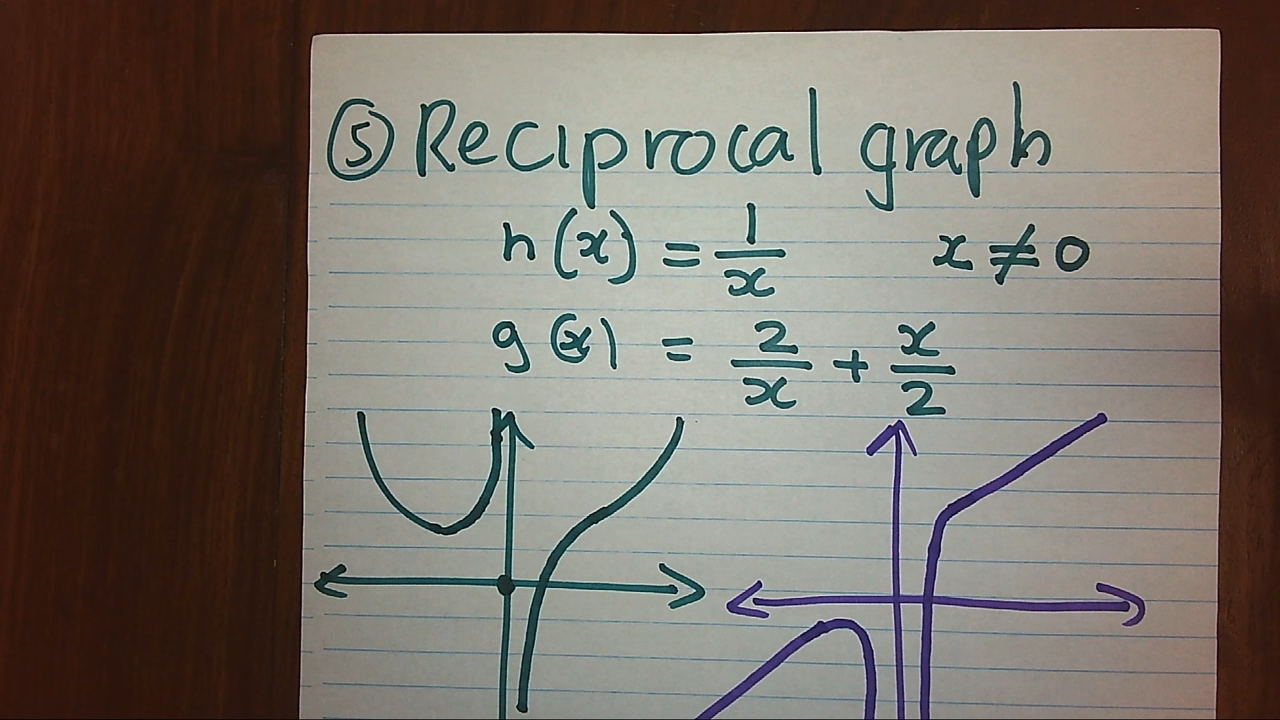 ⑤ Reciprocal graph
h(x) = 1/x x ≠ 0
g(x) = 2/x + x/2